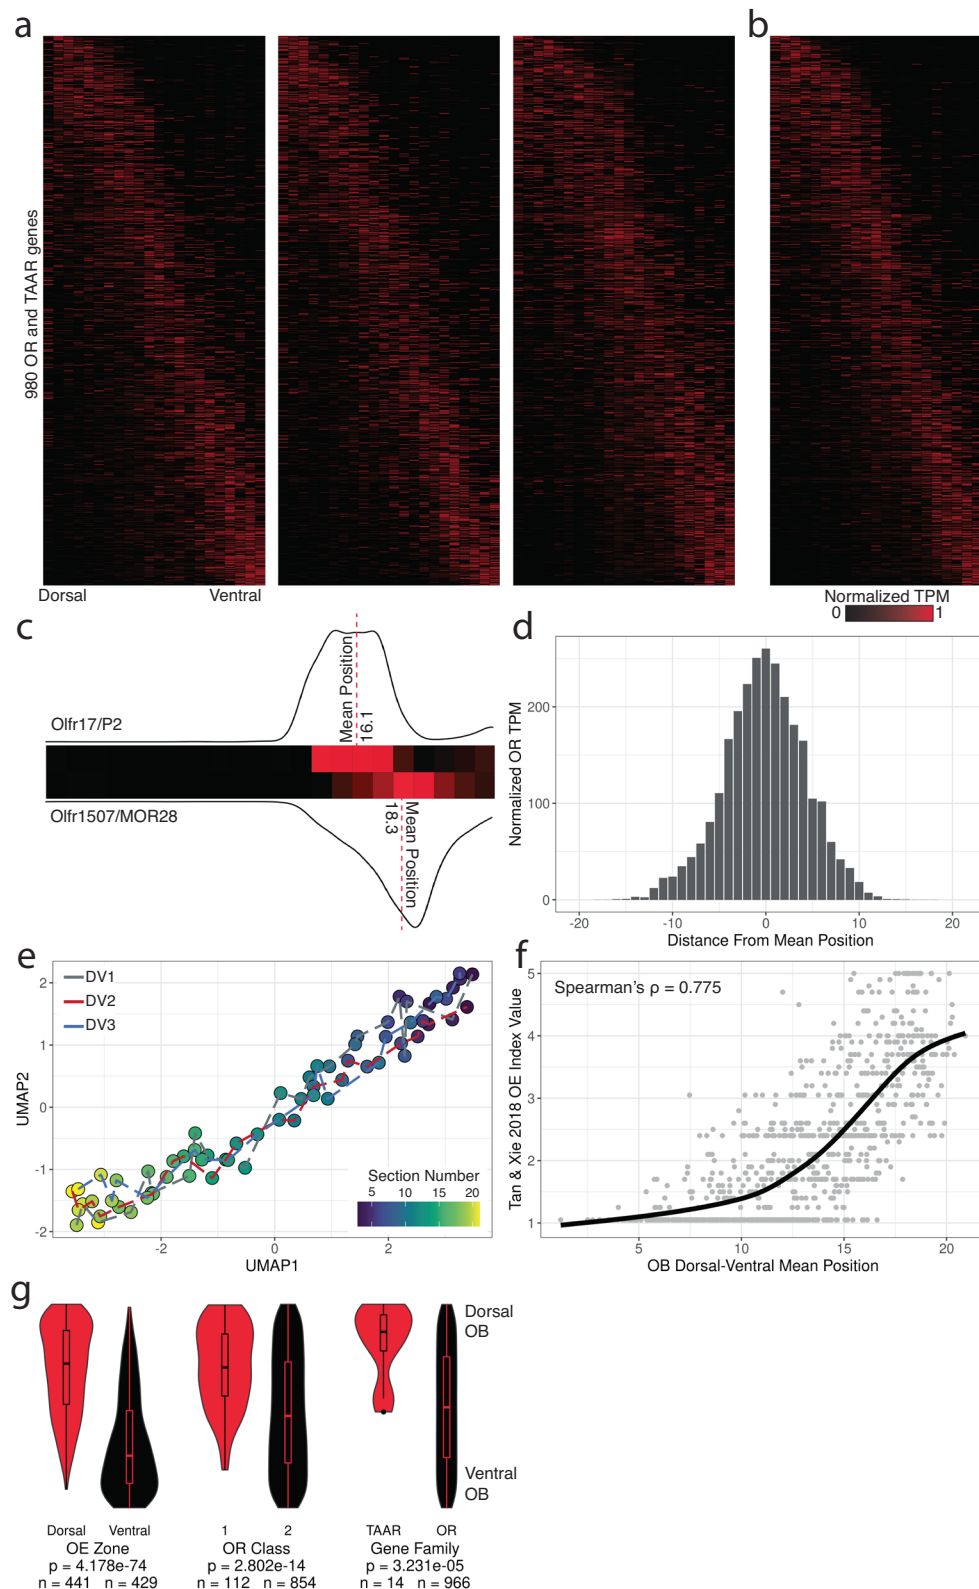 a
b
980 OR and TAAR genes
Dorsal
Ventral
Normalized TPM
0
1
c
Olfr17/P2
Mean Position
16.1
Olfr1507/MOR28
18.3
Mean Position
d
Normalized OR TPM
200
100
0
-20
-10
0
10
20
Distance From Mean Position
e
DV1
DV2
DV3
UMAP2
2
1
0
-1
-2
Section Number
5 10 15 20
-2
0
2
UMAP1
f
Spearman's ρ = 0.775
Tan & Xie 2018 OE Index Value
5
4
3
2
1
5
10
15
20
OB Dorsal-Ventral Mean Position
g
Dorsal
OB
Ventral
OB
Dorsal Ventral
OE Zone
p = 4.178e-74
n = 441 n = 429
1 2
OR Class
p = 2.802e-14
n = 112 n = 854
TAAR OR
Gene Family
p = 3.231e-05
n = 14 n = 966